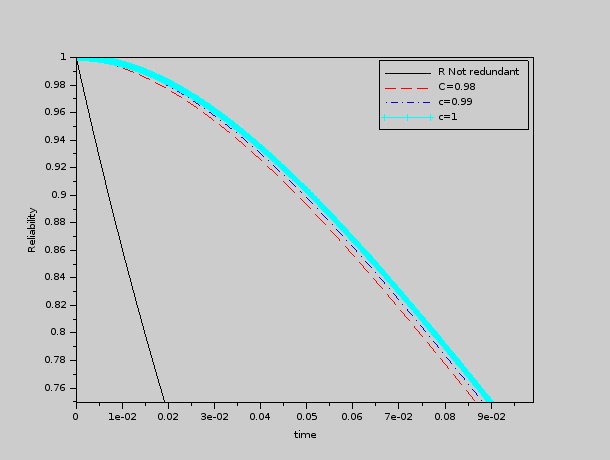 R Not redundant
C=0.98
c=0.99
c=1
1
0.98
0.96
0.94
0.92
0.9
0.88
0.86
0.84
0.82
0.8
0.78
0.76
Reliability
0 1e-02 0.02 3e-02 0.04 0.05 0.06 7e-02 0.08 9e-02
time